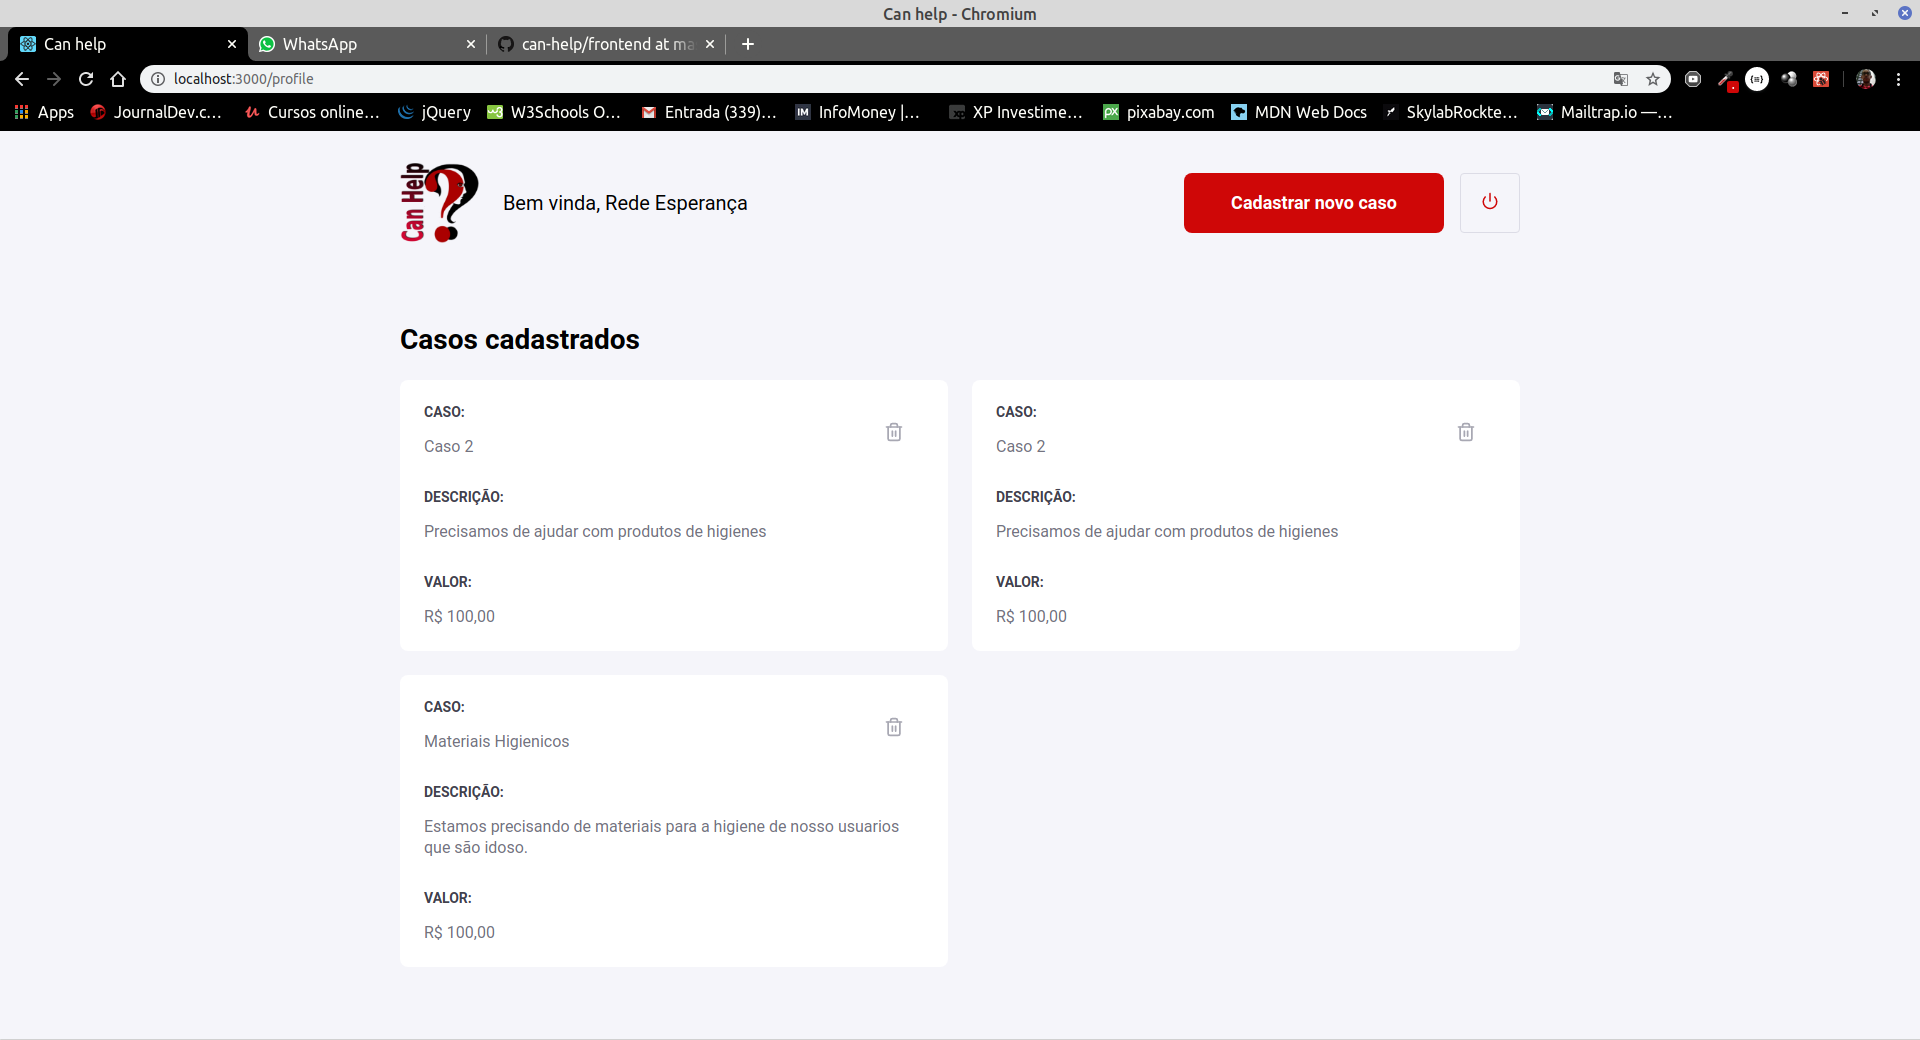 Can help - Chromium
Can help
WhatsApp
can-help/frontend at ma
localhost:3000/profile
Apps
JournalDev.c...
Cursos online...
jQuery
W3Schools O...
Entrada (339)...
InfoMoney |...
XP Investime...
pixabay.com
MDN Web Docs
SkylabRockte...
Mailtrap.io —...
Can Help
Bem vinda, Rede Esperança
Cadastrar novo caso
Casos cadastrados
CASO:
Caso 2
DESCRIÇÃO:
Precisamos de ajudar com produtos de higienes
VALOR:
R$ 100,00
CASO:
Caso 2
DESCRIÇÃO:
Precisamos de ajudar com produtos de higienes
VALOR:
R$ 100,00
CASO:
Materiais Higienicos
DESCRIÇÃO:
Estamos precisando de materiais para a higiene de nosso usuarios
que são idoso.
VALOR:
R$ 100,00